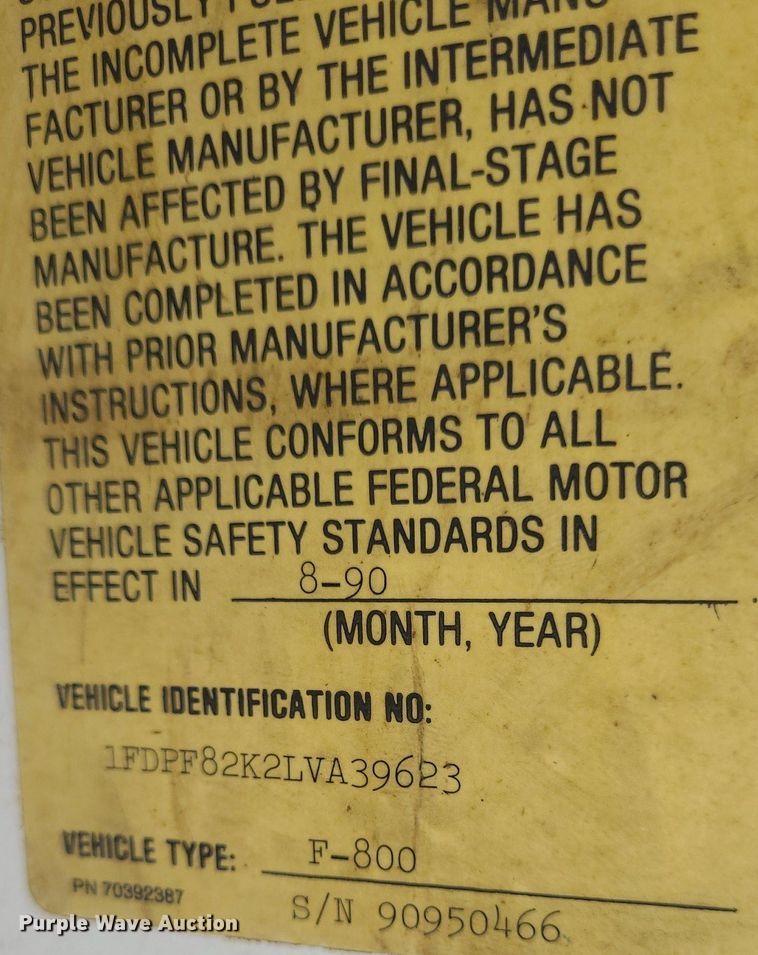 PREVIOUSLY
THE INCOMPLETE VEHICLE MANU-
FACTURER OR BY THE INTERMEDIATE
VEHICLE MANUFACTURER, HAS NOT
BEEN AFFECTED BY FINAL-STAGE
MANUFACTURE. THE VEHICLE HAS
BEEN COMPLETED IN ACCORDANCE
WITH PRIOR MANUFACTURER'S
INSTRUCTIONS, WHERE APPLICABLE.
THIS VEHICLE CONFORMS TO ALL
OTHER APPLICABLE FEDERAL MOTOR
VEHICLE SAFETY STANDARDS IN
EFFECT IN 8-90.
(MONTH, YEAR)
VEHICLE IDENTIFICATION NO:
1FDPF82K2LVA39623
VEHICLE TYPE: F-800
PN 70392387
S/N 90950466
Purple Wave Auction